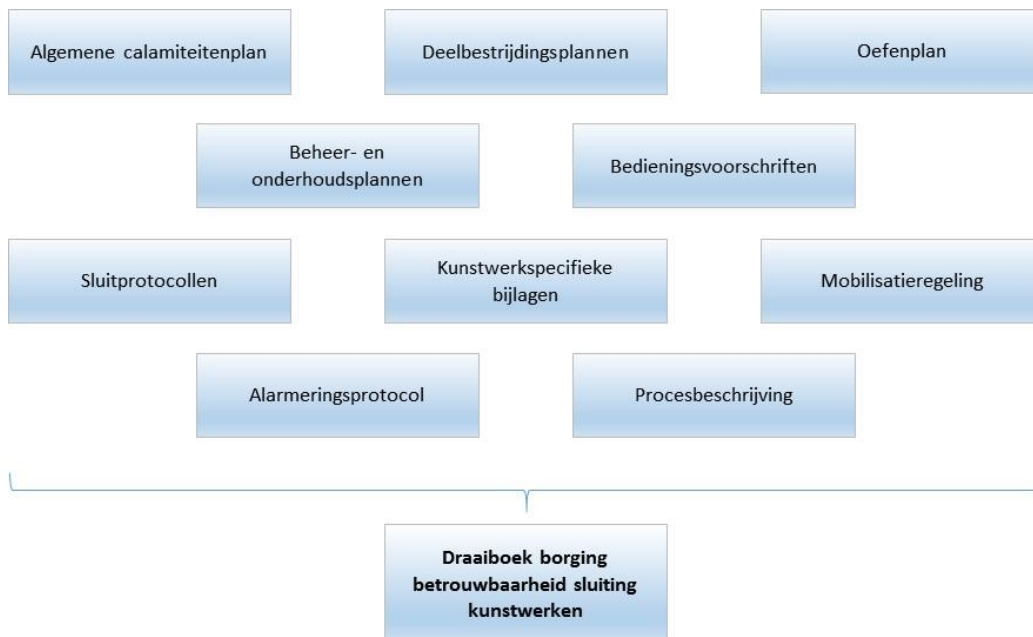 Algemene calamiteitenplan
Deelbestrijdingsplannen
Oefenplan
Beheer- en
onderhoudsplannen
Bedieningsvoorschriften
Sluitprotocollen
Kunstwerkspecifieke
bijlagen
Mobilisatieregeling
Alarmeringsprotocol
Procesbeschrijving
Draaiboek borging
betrouwbaarheid sluiting
kunstwerken